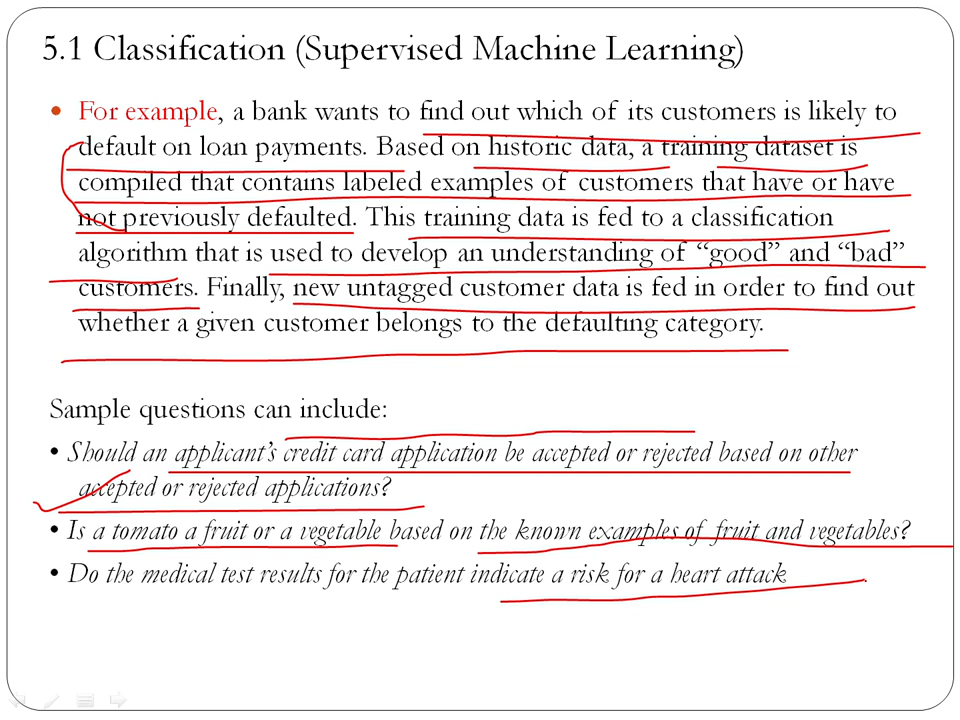 5.1 Classification (Supervised Machine Learning)
• For example, a bank wants to find out which of its customers is likely to
default on loan payments. Based on historic data, a training dataset is
compiled that contains labeled examples of customers that have or have
not previously defaulted. This training data is fed to a classification
algorithm that is used to develop an understanding of “good” and “bad”
customers. Finally, new untagged customer data is fed in order to find out
whether a given customer belongs to the defaulting category.
Sample questions can include:
• Should an applicant’s credit card application be accepted or rejected based on other
accepted or rejected applications?
• Is a tomato a fruit or a vegetable based on the known examples of fruit and vegetables?
• Do the medical test results for the patient indicate a risk for a heart attack